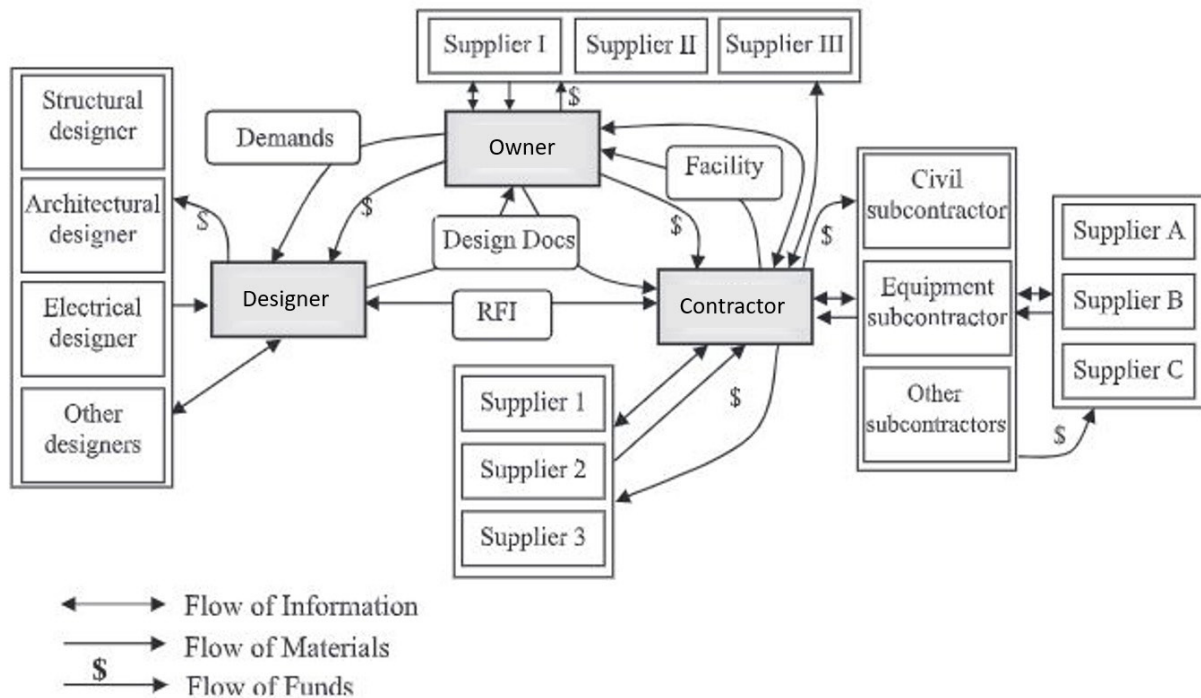 Supplier I
Supplier II
Supplier III
$
Structural
designer
Architectural
designer
Electrical
designer
Other
designers
$
Demands
Owner
$
Facility
$
Design Docs
Designer
RFI
Contractor
$
Civil
subcontractor
Equipment
subcontractor
Other
subcontractors
Supplier A
Supplier B
Supplier C
$
Supplier 1
Supplier 2
Supplier 3
$
Flow of Information
Flow of Materials
$
Flow of Funds